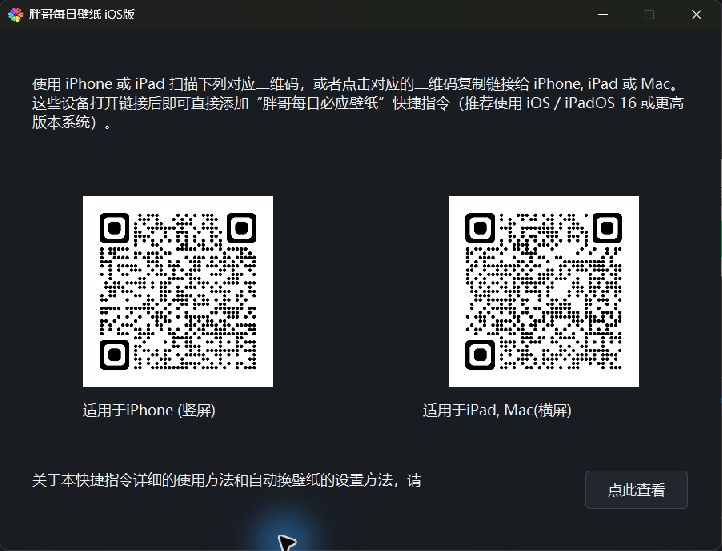 胖哥每日壁纸 iOS版
使用 iPhone 或 iPad 扫描下列对应二维码，或者点击对应的二维码复制链接给 iPhone, iPad 或 Mac。
这些设备打开链接后即可直接添加“胖哥每日必应壁纸”快捷指令（推荐使用 iOS / iPadOS 16 或更高
版本系统）。
适用于iPhone (竖屏)
适用于iPad, Mac(横屏)
关于本快捷指令详细的使用方法和自动换壁纸的设置方法，请
点此查看